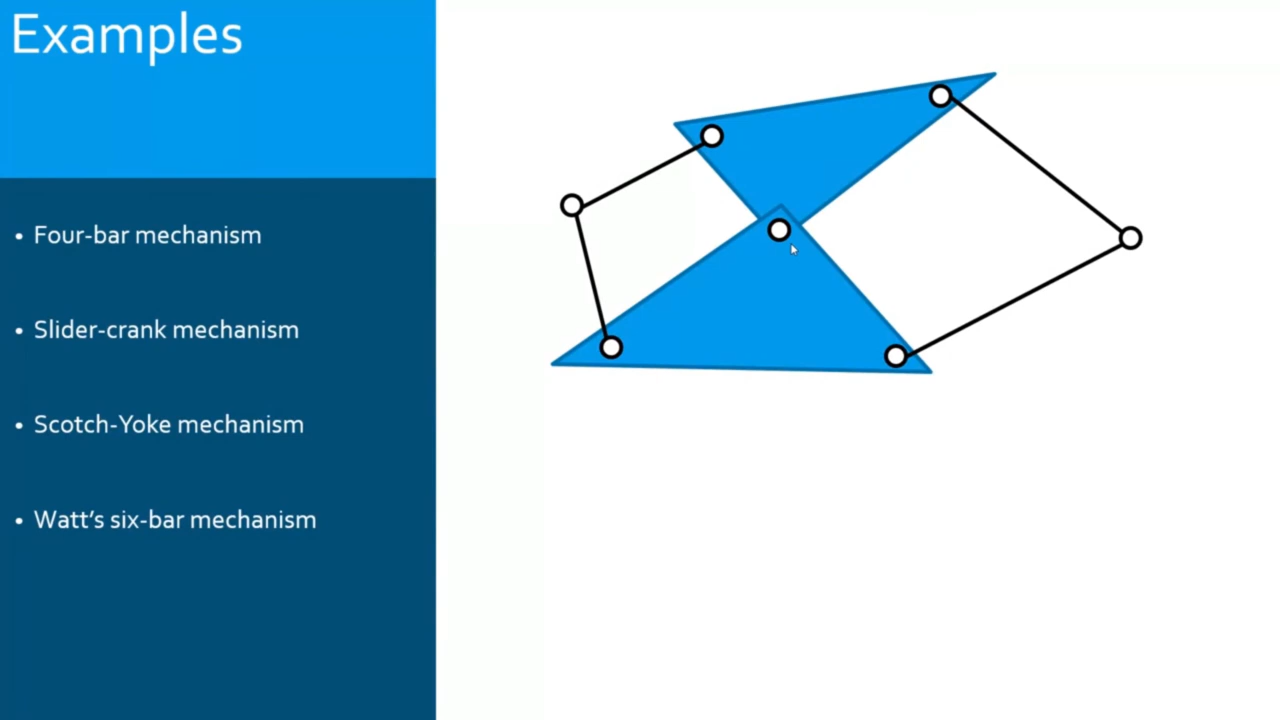 Examples
• Four-bar mechanism
• Slider-crank mechanism
• Scotch-Yoke mechanism
• Watt’s six-bar mechanism